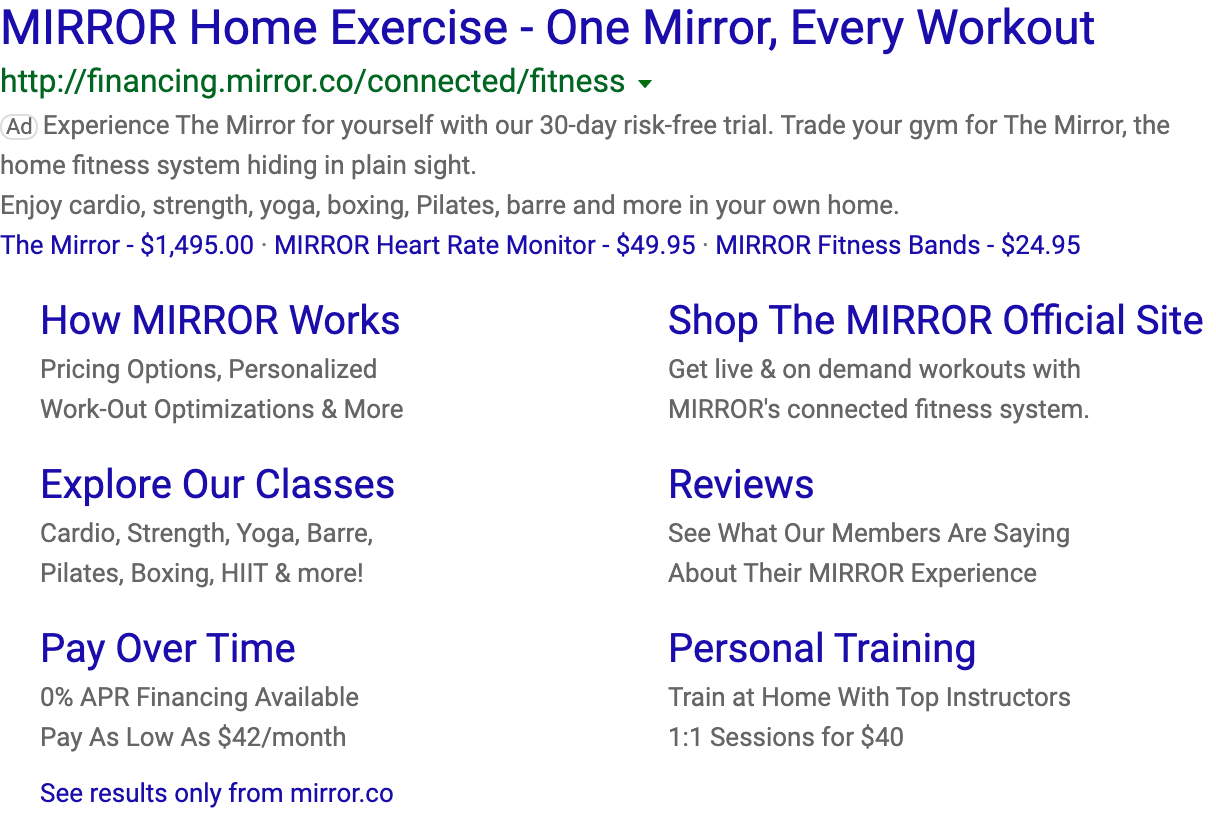 MIRROR Home Exercise - One Mirror, Every Workout
http://financing.mirror.co/connected/fitness
Ad Experience The Mirror for yourself with our 30-day risk-free trial. Trade your gym for The Mirror, the
home fitness system hiding in plain sight.
Enjoy cardio, strength, yoga, boxing, Pilates, barre and more in your own home.
The Mirror - $1,495.00 · MIRROR Heart Rate Monitor - $49.95 · MIRROR Fitness Bands - $24.95
How MIRROR Works
Pricing Options, Personalized
Work-Out Optimizations & More
Shop The MIRROR Official Site
Get live & on demand workouts with
MIRROR's connected fitness system.
Explore Our Classes
Cardio, Strength, Yoga, Barre,
Pilates, Boxing, HIIT & more!
Reviews
See What Our Members Are Saying
About Their MIRROR Experience
Pay Over Time
0% APR Financing Available
Pay As Low As $42/month
Personal Training
Train at Home With Top Instructors
1:1 Sessions for $40
See results only from mirror.co